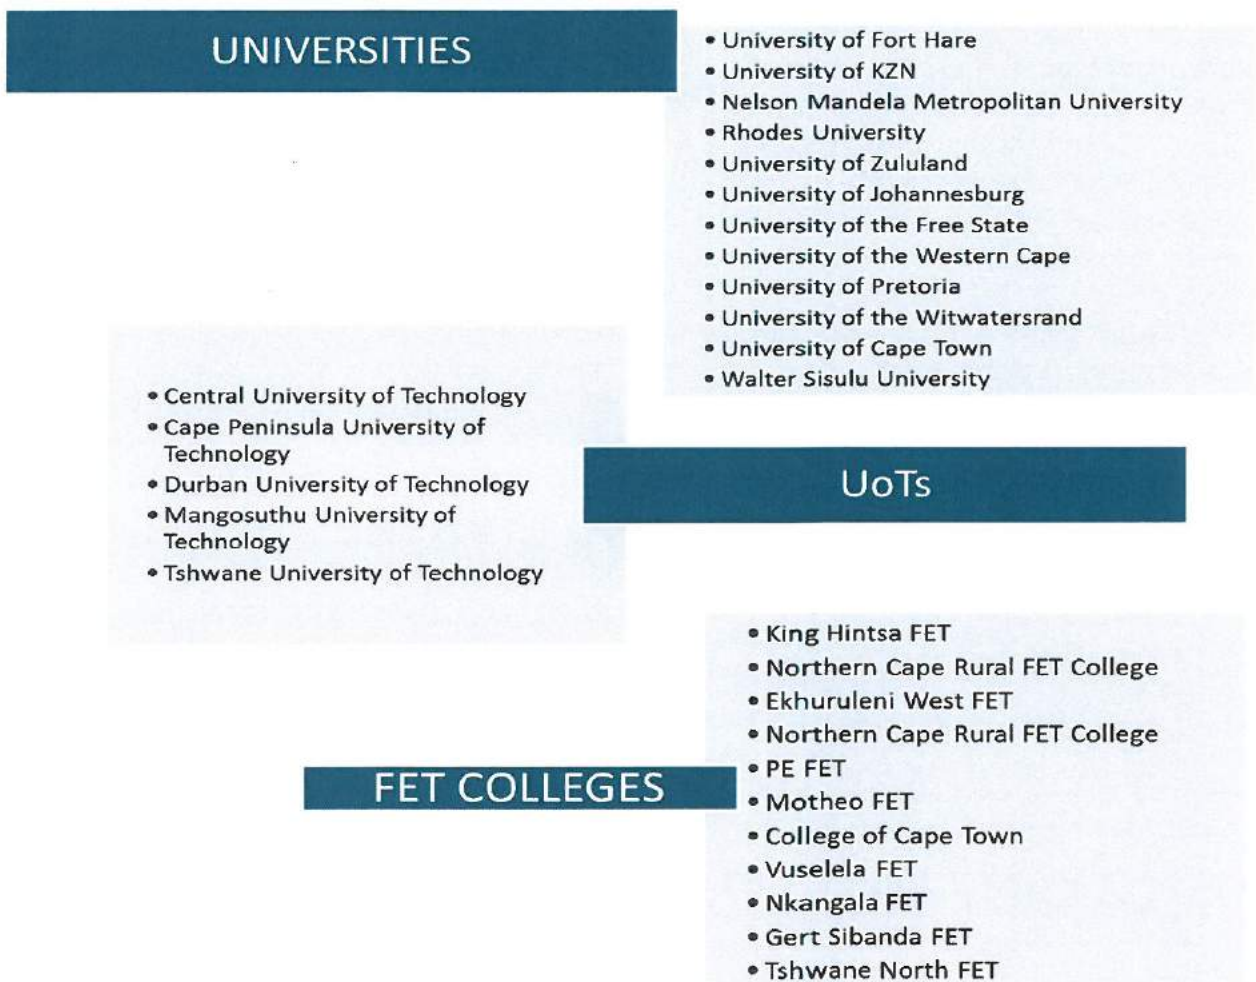 UNIVERSITIES
• University of Fort Hare
• University of KZN
• Nelson Mandela Metropolitan University
• Rhodes University
• University of Zululand
• University of Johannesburg
• University of the Free State
• University of the Western Cape
• University of Pretoria
• University of the Witwatersrand
• University of Cape Town
• Walter Sisulu University
• Central University of Technology
• Cape Peninsula University of
Technology
• Durban University of Technology
• Mangosuthu University of
Technology
• Tshwane University of Technology
UoTs
FET COLLEGES
• King Hintsa FET
• Northern Cape Rural FET College
• Ekhuruleni West FET
• Northern Cape Rural FET College
• PE FET
• Motheo FET
• College of Cape Town
• Vuselela FET
• Nkangala FET
• Gert Sibanda FET
• Tshwane North FET